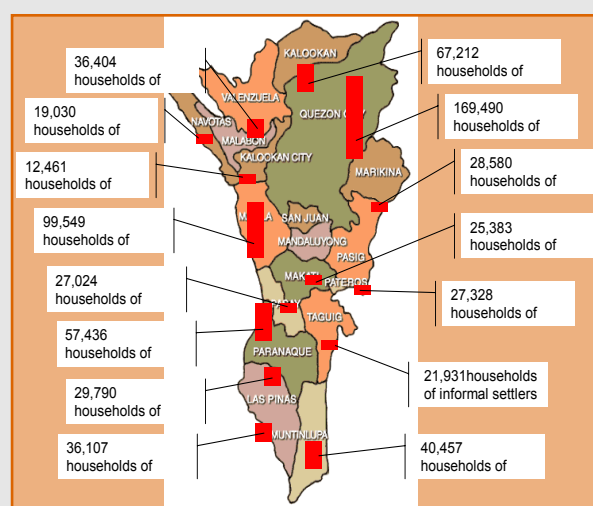 36,404
households of
19,030
households of
12,461
households of
99,549
households of
27,024
households of
57,436
households of
29,790
households of
36,107
households of
67,212
households of
169,490
households of
28,580
households of
25,383
households of
27,328
households of
21,931households
of informal settlers
40,457
households of
KALOOKAN
VALENZUELA
QUEZON
NAVOTAS
MALABON
KALOOKAN CITY
MARIKINA
SAN JUAN
MANDALUYONG
PASIG
TAGUIG
PARANAQUE
LAS PINAS
MUNTINLUPA